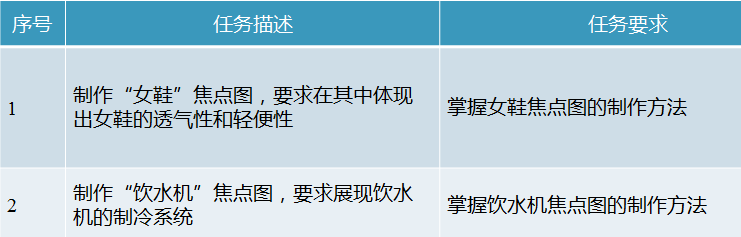 序号 任务描述 任务要求
1 制作“女鞋”焦点图，要求在其中体现
出女鞋的透气性和轻便性 掌握女鞋焦点图的制作方法
2 制作“饮水机”焦点图，要求展现饮水
机的制冷系统 掌握饮水机焦点图的制作方法